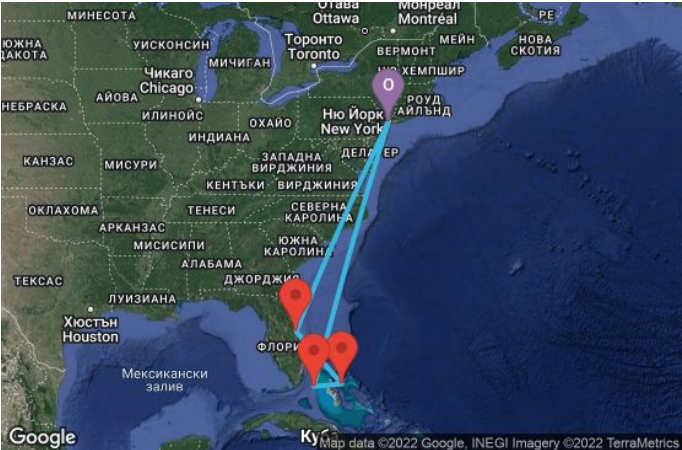 МИНЕСОТА
Отава
Ottawa
Монреал
Montréal
PE
ЮЖНА
ДАКОТА
УИСКОНСИН
МИЧИГАН
Торонто
Toronto
ВЕРМОНТ
МЕЙН
НОВА
СКОТИЯ
Чикаго
Chicago
НЮ ХЕМПШИР
НЕБРАСКА
АЙОВА
ИЛИНОЙС
ОХАЙО
Ню Йорк
New York
O
РОУД
АЙЛЪНД
ИНДИАНА
КАНЗАС
МИСУРИ
ЗАПАДНА
ВИРДЖИНИЯ
ДЕЛАУЕР
КЕНТЪКИ
ВИРДЖИНИЯ
ОКЛАХОМА
ТЕНЕСИ
СЕВЕРНА
КАРОЛИНА
АРКАНЗАС
МИСИСИПИ
ЮЖНА
КАРОЛИНА
АЛАБАМА
ТЕКСАС
ДЖОРДЖИЯ
ЛУИЗИАНА
Хюстън
Houston
ФЛОРИ
Мексикански
залив
Куба
Google
Map data ©2022 Google, INEGI Imagery ©2022 TerraMetrics